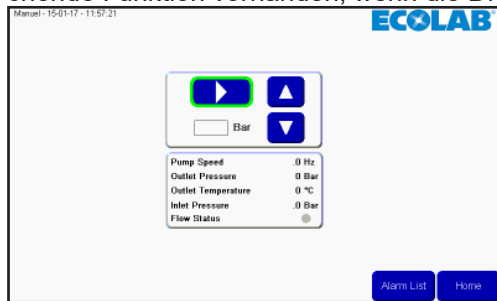 Manuel - 15-01-17 - 11:57:21
ECOLAB®
Bar
Pump Speed .0 Hz
Outlet Pressure 0 Bar
Outlet Temperature 0 °C
Inlet Pressure .0 Bar
Flow Status
Alarm List Home